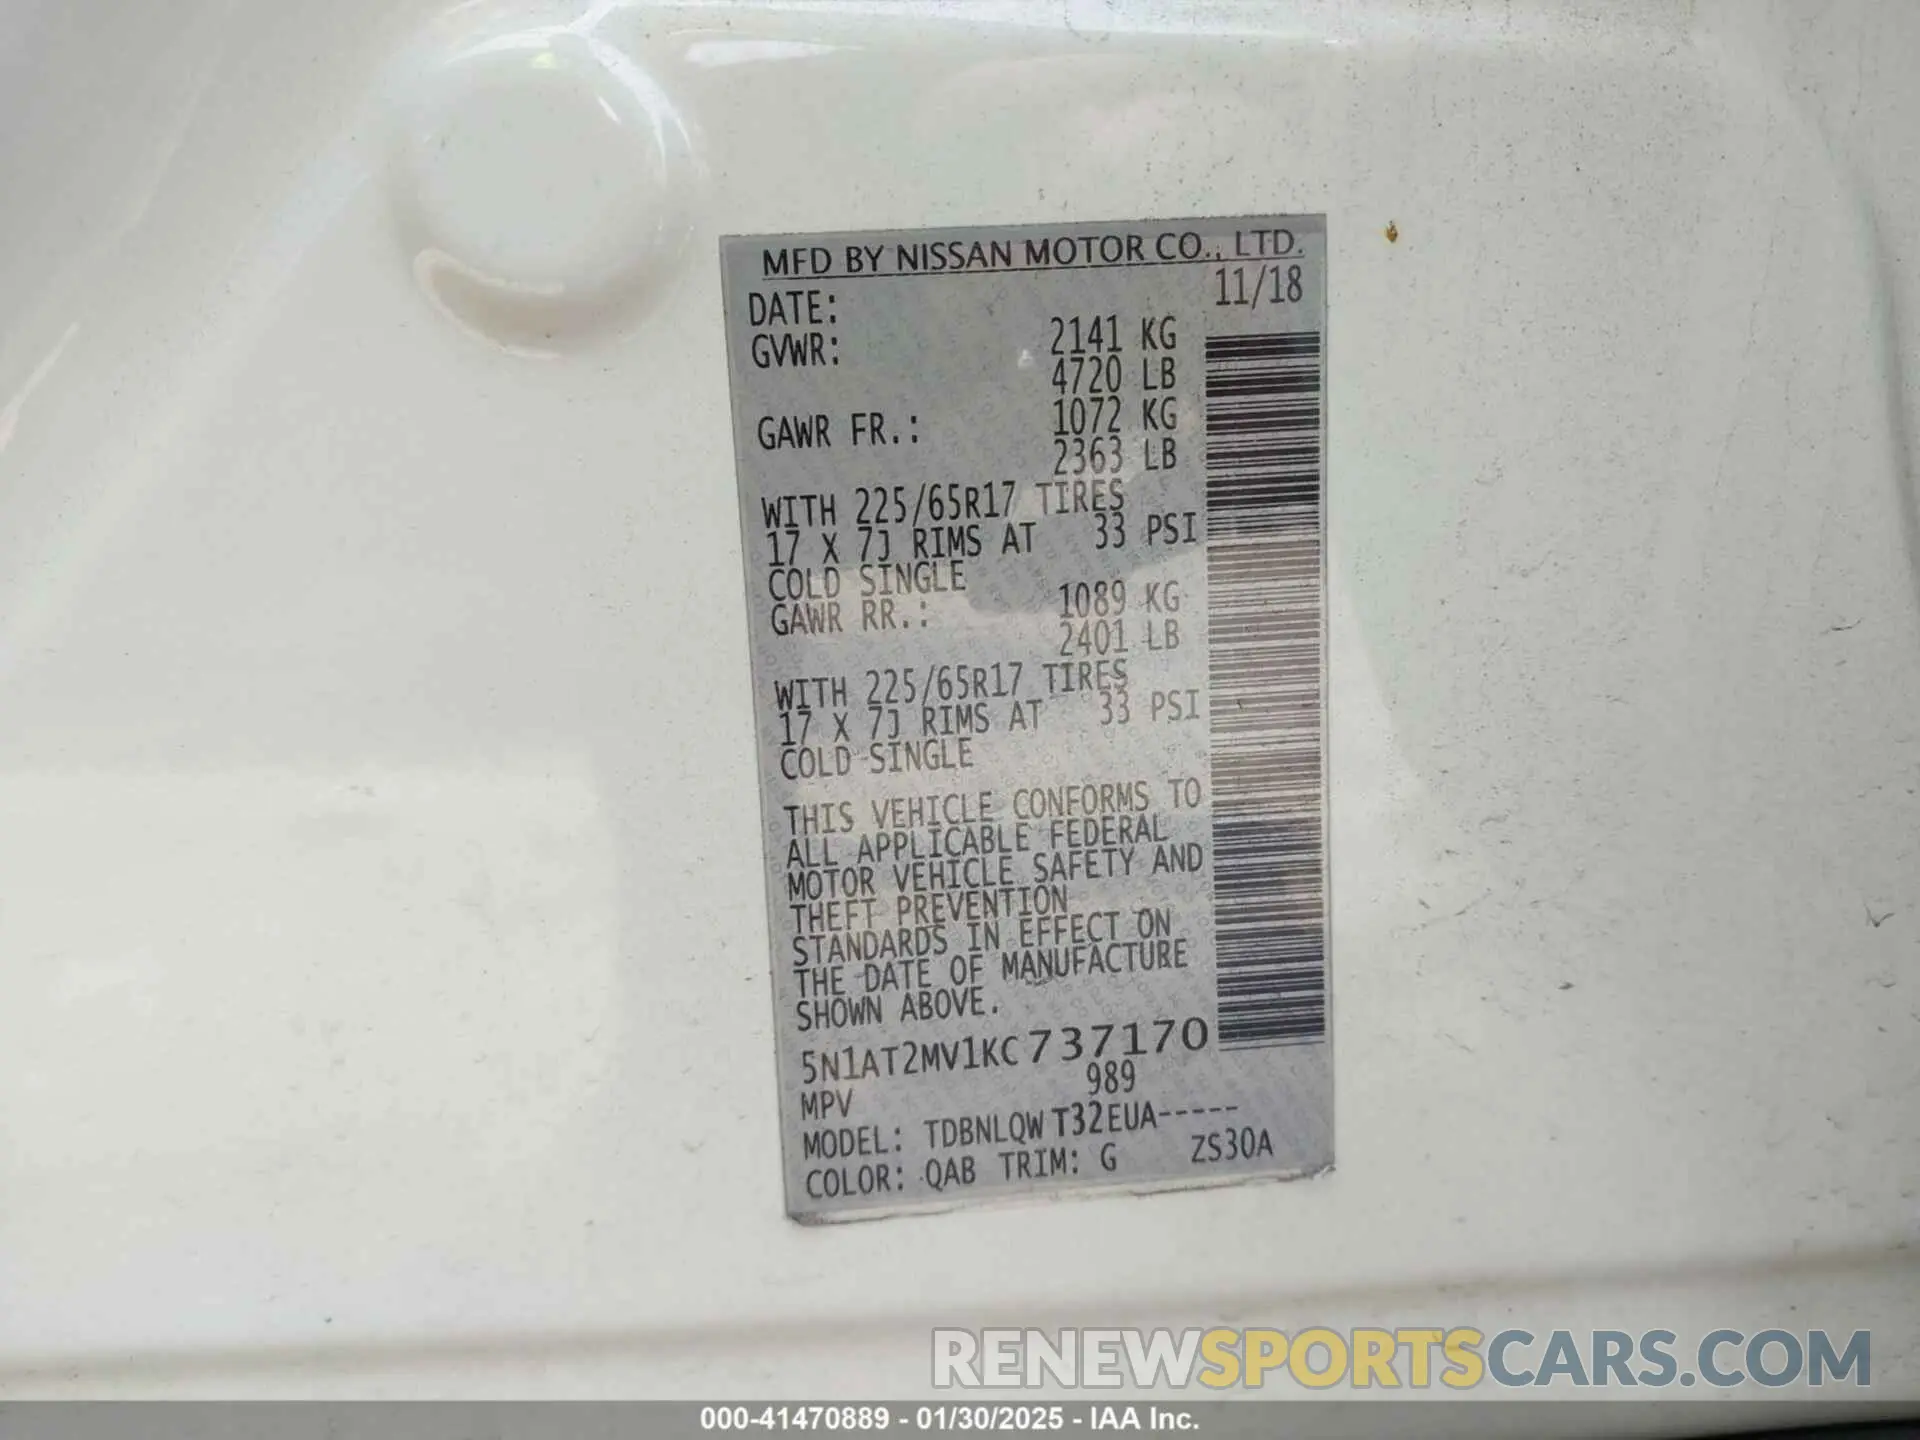 MFD BY NISSAN MOTOR CO., LTD.
DATE: 11/18
GVWR: 2141 KG
4720 LB
GAWR FR.: 1072 KG
2363 LB
WITH 225/65R17 TIRES
17 X 7J RIMS AT 33 PSI
COLD SINGLE
GAWR RR.: 1089 KG
2401 LB
WITH 225/65R17 TIRES
17 X 7J RIMS AT 33 PSI
COLD SINGLE
THIS VEHICLE CONFORMS TO
ALL APPLICABLE FEDERAL
MOTOR VEHICLE SAFETY AND
THEFT PREVENTION
STANDARDS IN EFFECT ON
THE DATE OF MANUFACTURE
SHOWN ABOVE.
5N1AT2MV1KC737170
MPV 989
MODEL: TDBNLQWT32EUA-----
COLOR: QAB TRIM: G ZS30A
RENEWSPORTSCARS.COM
000-41470889 - 01/30/2025 - IAA Inc.